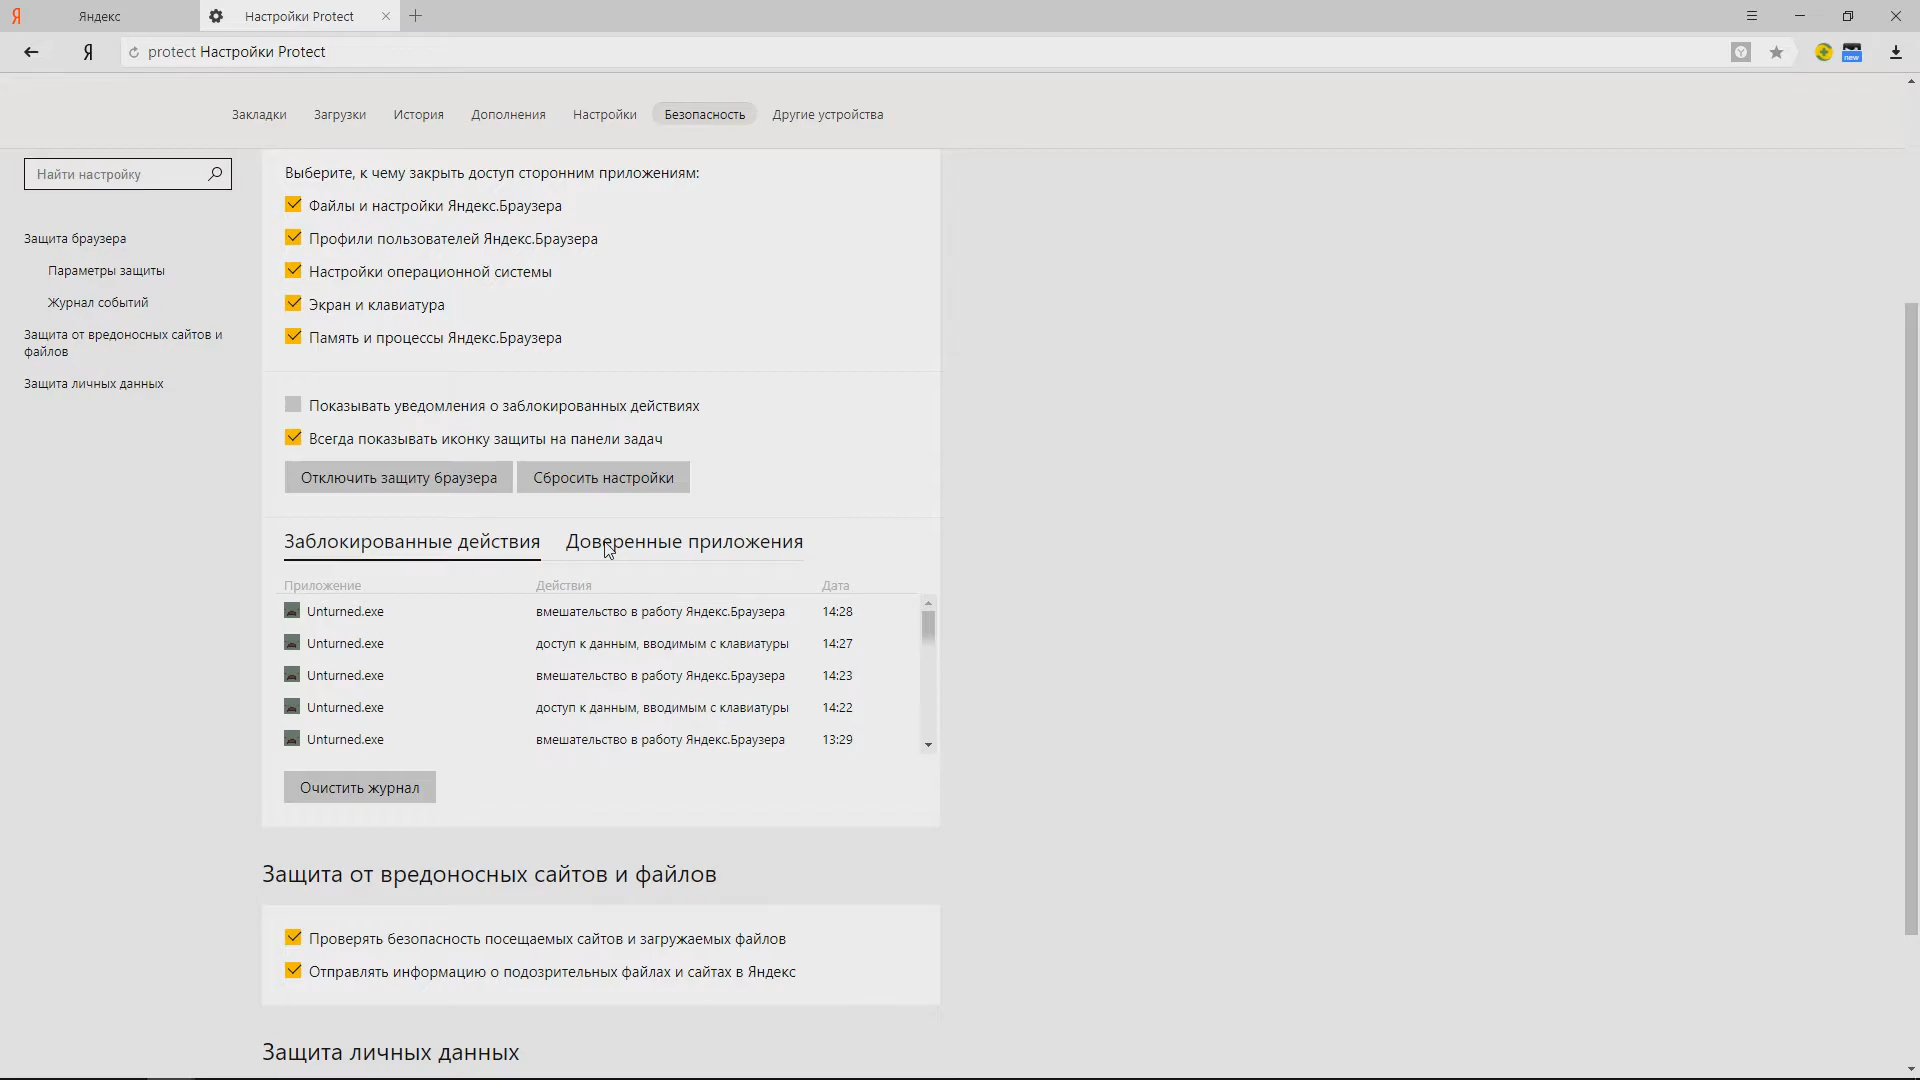 Я
Яндекс
Настройки Protect
Я
protect Настройки Protect
new
Закладки
Загрузки
История
Дополнения
Настройки
Безопасность
Другие устройства
Найти настройку
Защита браузера
Параметры защиты
Журнал событий
Защита от вредоносных сайтов и
файлов
Защита личных данных
Выберите, к чему закрыть доступ сторонним приложениям:
Файлы и настройки Яндекс.Браузера
Профили пользователей Яндекс.Браузера
Настройки операционной системы
Экран и клавиатура
Память и процессы Яндекс.Браузера
Показывать уведомления о заблокированных действиях
Всегда показывать иконку защиты на панели задач
Отключить защиту браузера
Сбросить настройки
Заблокированные действия
Доверенные приложения
Приложение Действия Дата
Unturned.exe вмешательство в работу Яндекс.Браузера 14:28
Unturned.exe доступ к данным, вводимым с клавиатуры 14:27
Unturned.exe вмешательство в работу Яндекс.Браузера 14:23
Unturned.exe доступ к данным, вводимым с клавиатуры 14:22
Unturned.exe вмешательство в работу Яндекс.Браузера 13:29
Очистить журнал
Защита от вредоносных сайтов и файлов
Проверять безопасность посещаемых сайтов и загружаемых файлов
Отправлять информацию о подозрительных файлах и сайтах в Яндекс
Защита личных данных